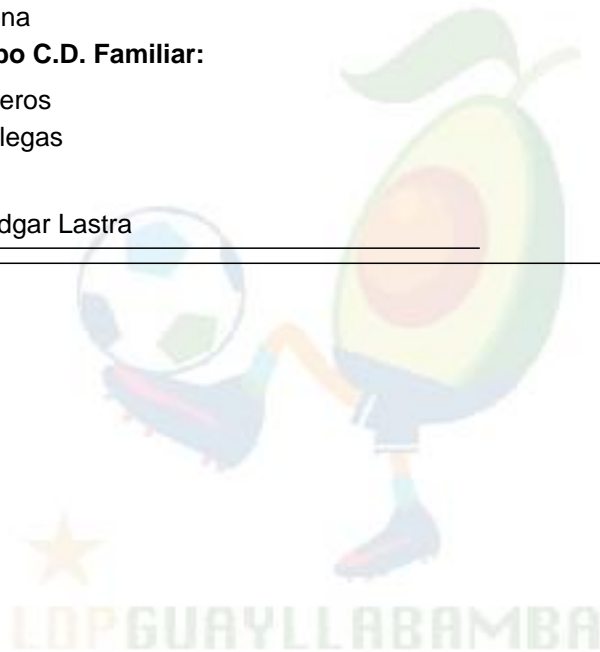 na
po C.D. Familiar:
eros
legas
dgar Lastra
LDPGUAYLLABAMBA